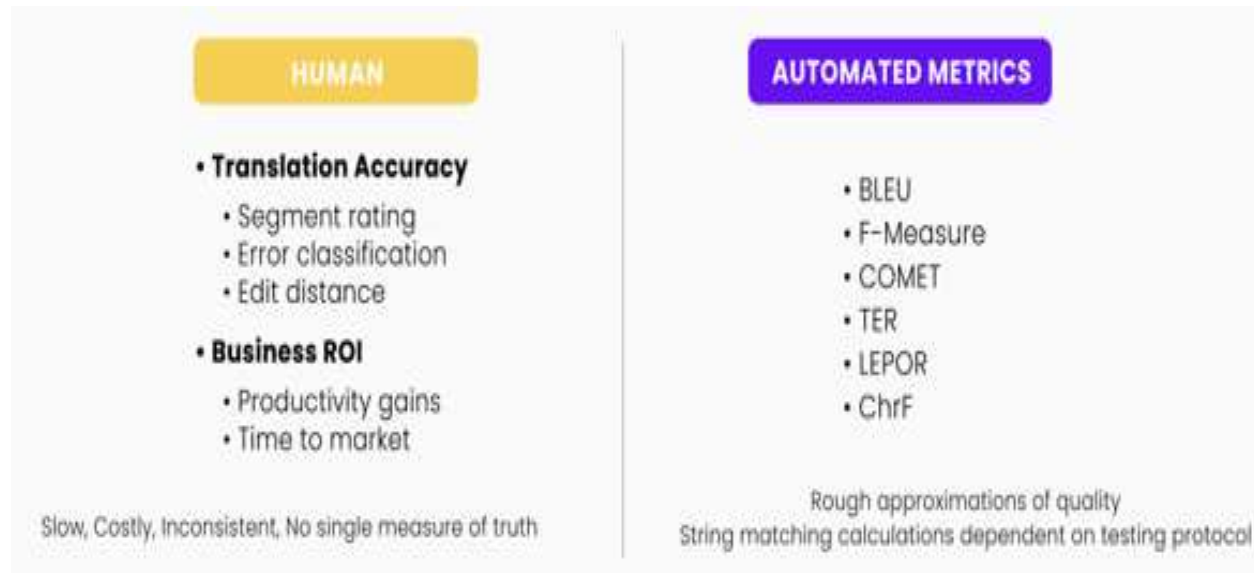 HUMAN
• Translation Accuracy
• Segment rating
• Error classification
• Edit distance
• Business ROI
• Productivity gains
• Time to market
Slow, Costly, Inconsistent, No single measure of truth
AUTOMATED METRICS
• BLEU
• F-Measure
• COMET
• TER
• LEPOR
• ChrF
Rough approximations of quality
String matching calculations dependent on testing protocol